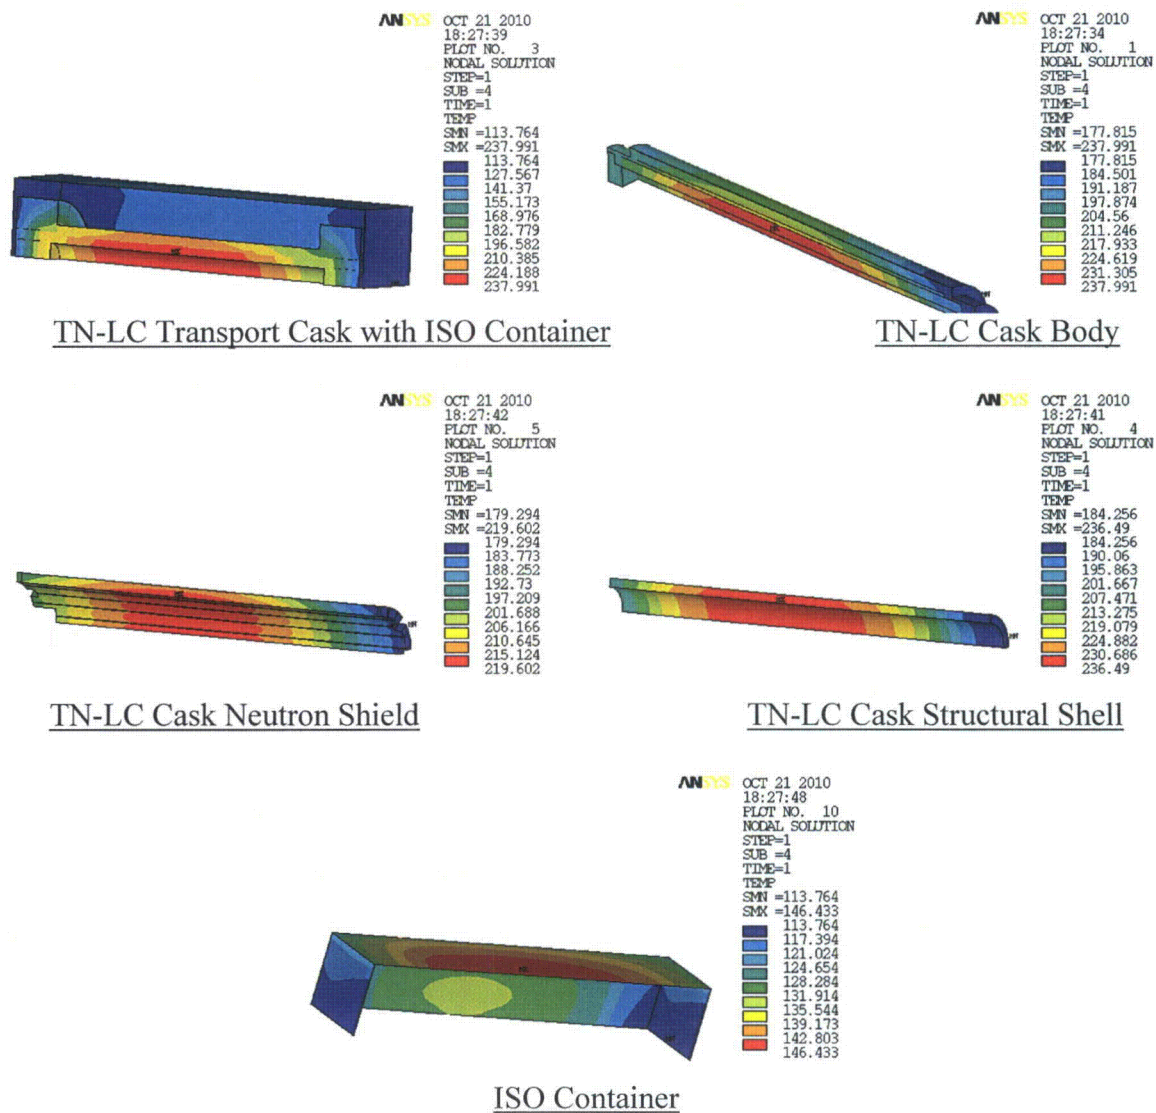 ANSYS
OCT 21 2010
18:27:39
PLOT NO. 3
NODAL SOLUTION
STEP=1
SUB =4
TIME=1
TEMP
SMN =113.764
SMX =237.991
113.764
127.567
141.37
155.173
168.976
182.779
196.582
210.385
224.188
237.991
TN-LC Transport Cask with ISO Container
ANSYS
OCT 21 2010
18:27:34
PLOT NO. 1
NODAL SOLUTION
STEP=1
SUB =4
TIME=1
TEMP
SMN =177.815
SMX =237.991
177.815
184.501
191.187
197.874
204.56
211.246
217.933
224.619
231.305
237.991
TN-LC Cask Body
ANSYS
OCT 21 2010
18:27:42
PLOT NO. 5
NODAL SOLUTION
STEP=1
SUB =4
TIME=1
TEMP
SMN =179.294
SMX =219.602
179.294
183.773
188.252
192.73
197.209
201.688
206.166
210.645
215.124
219.602
TN-LC Cask Neutron Shield
ANSYS
OCT 21 2010
18:27:41
PLOT NO. 4
NODAL SOLUTION
STEP=1
SUB =4
TIME=1
TEMP
SMN =184.256
SMX =236.49
184.256
190.06
195.863
201.667
207.471
213.275
219.079
224.882
230.686
236.49
TN-LC Cask Structural Shell
ANSYS
OCT 21 2010
18:27:48
PLOT NO. 10
NODAL SOLUTION
STEP=1
SUB =4
TIME=1
TEMP
SMN =113.764
SMX =146.433
113.764
117.394
121.024
124.654
128.284
131.914
135.544
139.173
142.803
146.433
ISO Container